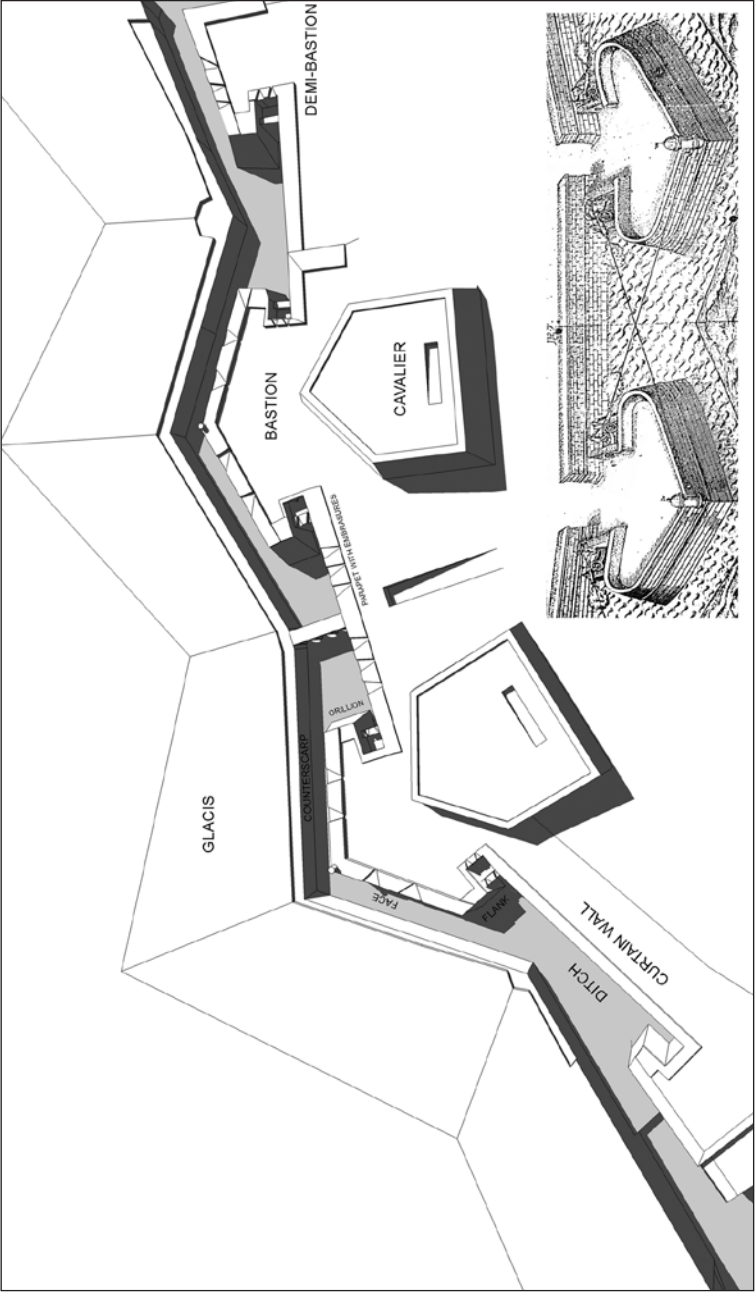 DEMI-BASTION
BASTION
CAVALIER
PARAPET WITH EMBRASURES
ORILLION
COUNTERSCARP
GLACIS
FACE
FLANK
CURTAIN WALL
DITCH